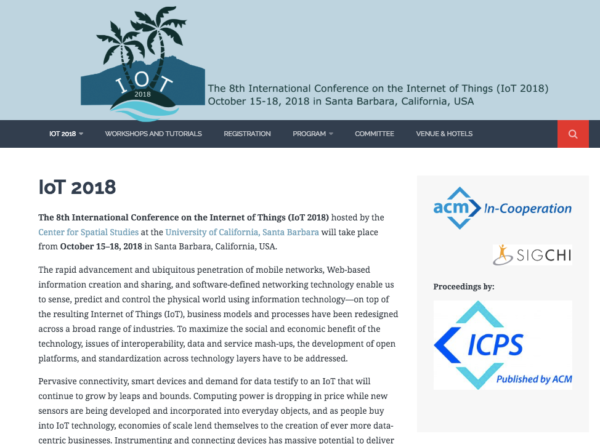 IOT
2018
The 8th International Conference on the Internet of Things (IoT 2018)
October 15-18, 2018 in Santa Barbara, California, USA
IOT 2018 WORKSHOPS AND TUTORIALS REGISTRATION PROGRAM COMMITTEE VENUE & HOTELS
IoT 2018
The 8th International Conference on the Internet of Things (IoT 2018) hosted by the
Center for Spatial Studies at the University of California, Santa Barbara will take place
from October 15–18, 2018 in Santa Barbara, California, USA.
The rapid advancement and ubiquitous penetration of mobile networks, Web-based
information creation and sharing, and software-defined networking technology enable us
to sense, predict and control the physical world using information technology—on top of
the resulting Internet of Things (IoT), business models and processes have been redesigned
across a broad range of industries. To maximize the social and economic benefit of the
technology, issues of interoperability, data and service mash-ups, the development of open
platforms, and standardization across technology layers have to be addressed.
Pervasive connectivity, smart devices and demand for data testify to an IoT that will
continue to grow by leaps and bounds. Computing power is dropping in price while new
sensors are being developed and incorporated into everyday objects, and as people buy
into IoT technology, economies of scale lend themselves to the creation of ever more data-
centric businesses. Instrumenting and connecting devices has massive potential to deliver
acm In-Cooperation
SIGCHI
Proceedings by:
ICPS
Published by ACM